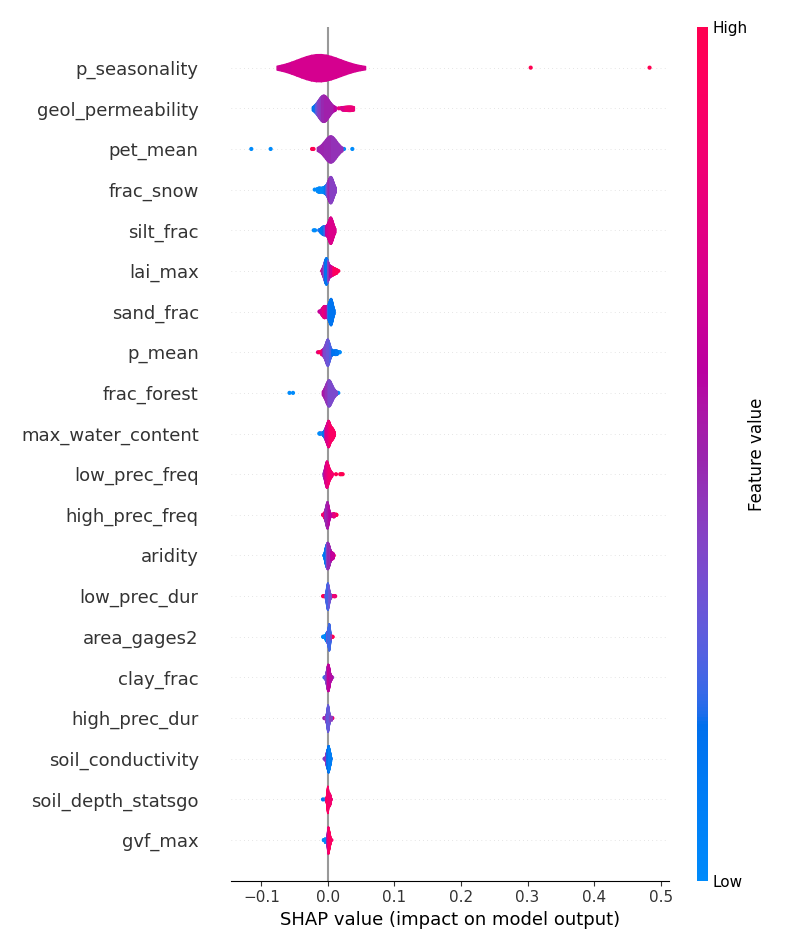 High
p_seasonality
geol_permeability
pet_mean
frac_snow
silt_frac
lai_max
sand_frac
p_mean
frac_forest
max_water_content
low_prec_freq
high_prec_freq
aridity
low_prec_dur
area_gages2
clay_frac
high_prec_dur
soil_conductivity
soil_depth_statsgo
gvf_max
Feature value
Low
−0.1 0.0 0.1 0.2 0.3 0.4 0.5
SHAP value (impact on model output)